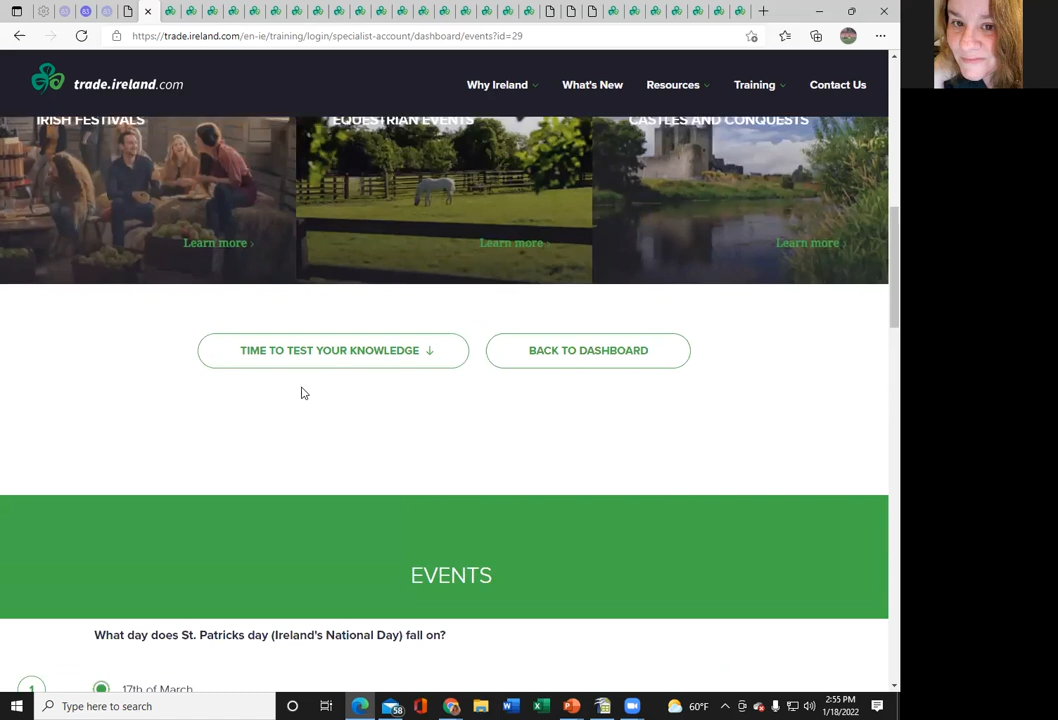 https://trade.ireland.com/en-ie/training/login/specialist-account/dashboard/events?id=29
trade.ireland.com
Why Ireland
What's New
Resources
Training
Contact Us
IRISH FESTIVALS
EQUESTRIAN EVENTS
CASTLES AND CONQUESTS
Learn more ›
Learn more ›
Learn more ›
TIME TO TEST YOUR KNOWLEDGE ↓
BACK TO DASHBOARD
EVENTS
What day does St. Patricks day (Ireland's National Day) fall on?
1
17th of March
Type here to search
58
60°F
2:55 PM
1/18/2022